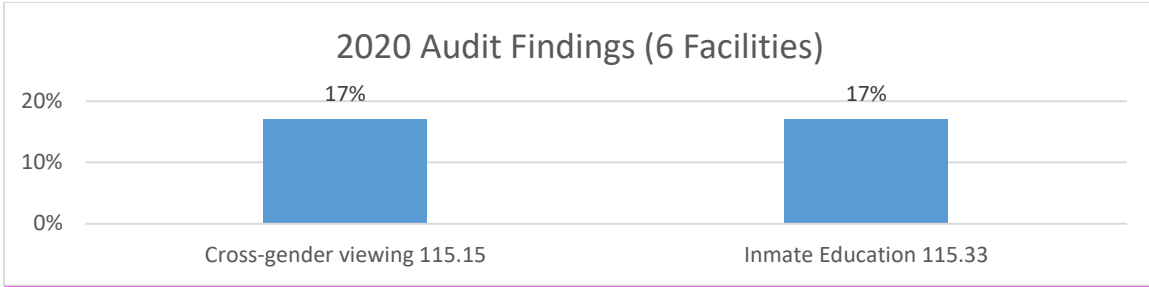 2020 Audit Findings (6 Facilities)
17% 17%
20%
10%
0%
Cross-gender viewing 115.15 Inmate Education 115.33